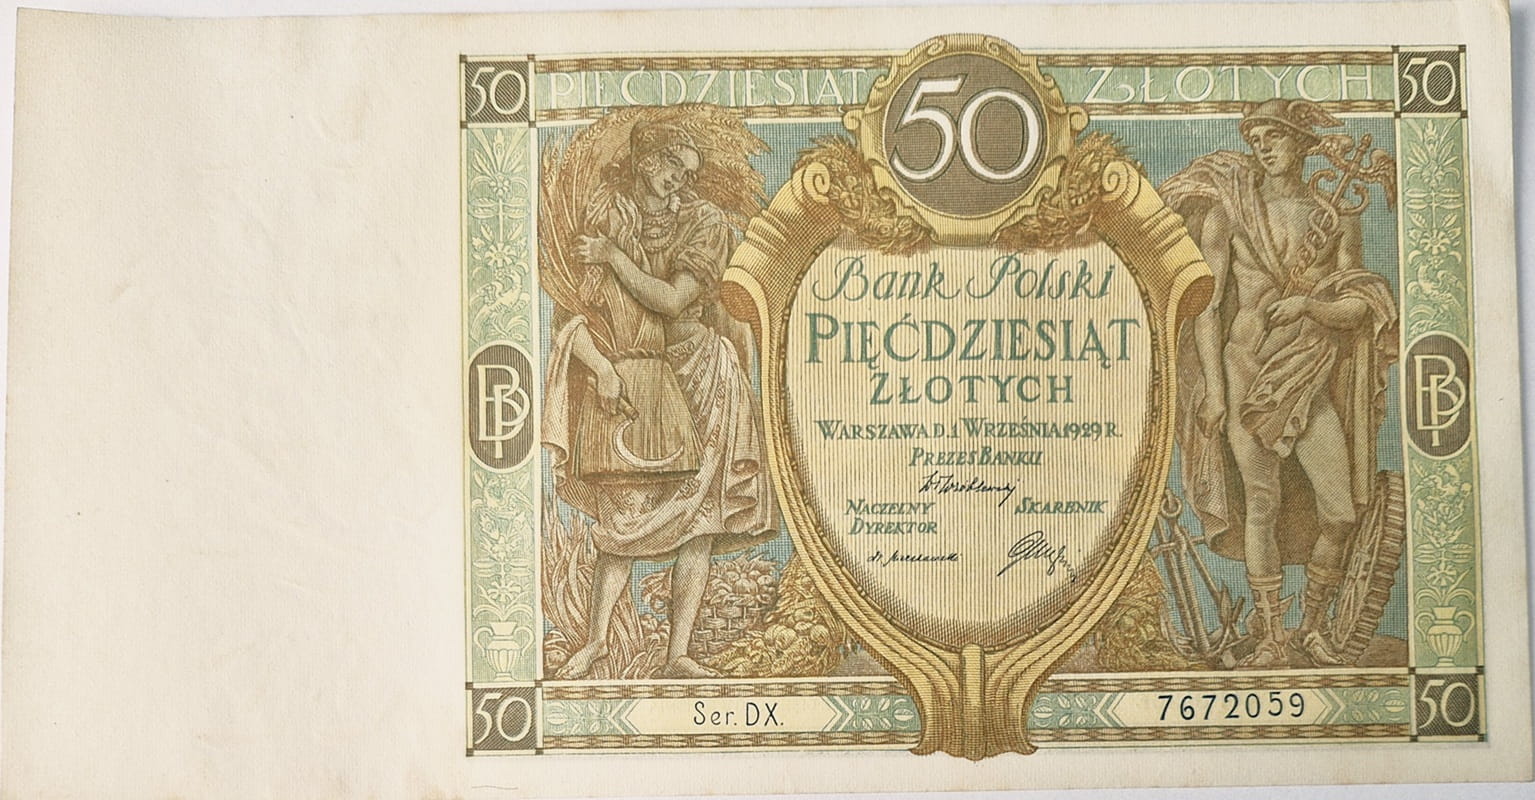 50 PIĘĆDZIESIĄT 50 ZŁOTYCH 50
Bank Polski
PIĘĆDZIESIĄT
ZŁOTYCH
WARSZAWA D. 1 WRZEŚNIA 1929 R.
PREZES BANKU
NACZELNY
DYREKTOR
SKARBNIK
BP
BP
50 Ser. DX. 7672059 50